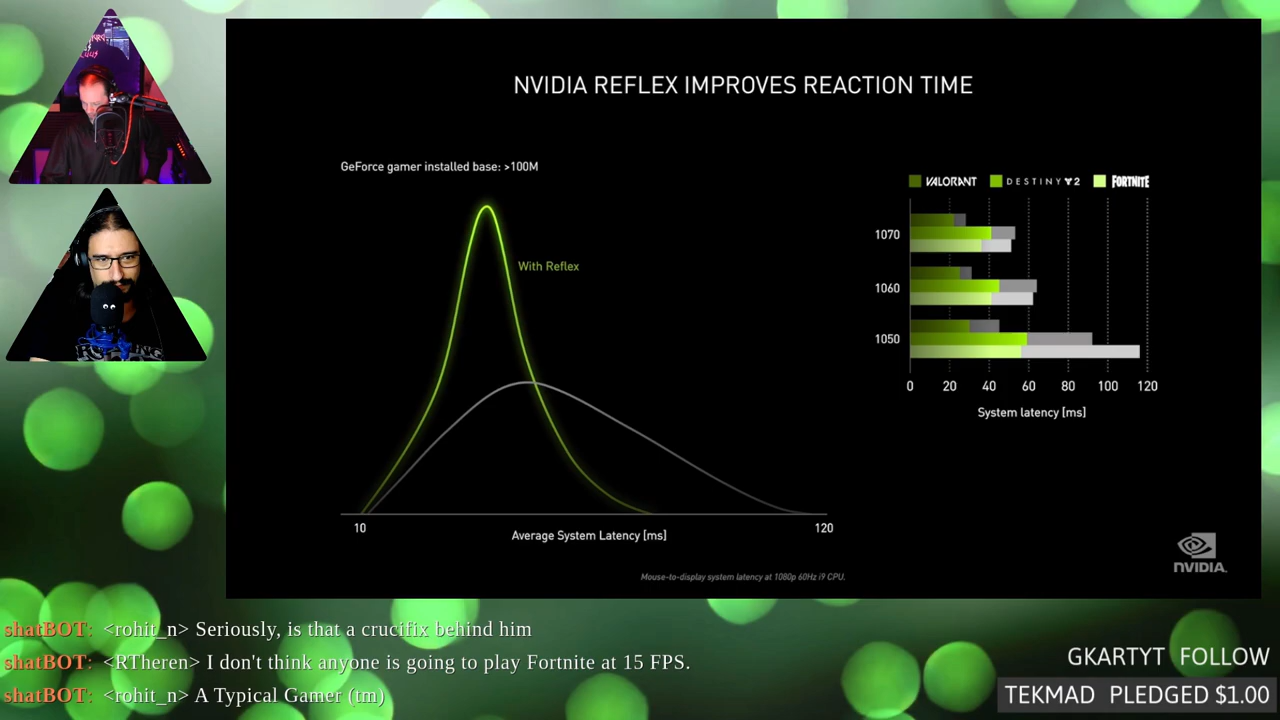 NVIDIA REFLEX IMPROVES REACTION TIME
GeForce gamer installed base: >100M
With Reflex
10
120
Average System Latency [ms]
Mouse-to-display system latency at 1080p 60Hz i9 CPU.
VALORANT DESTINY 2 FORTNITE
1070
1060
1050
0 20 40 60 80 100 120
System latency [ms]
NVIDIA.
shatBOT: <rohit_n> Seriously, is that a crucifix behind him
shatBOT: <RTheren> I don't think anyone is going to play Fortnite at 15 FPS.
shatBOT: <rohit_n> A Typical Gamer (tm)
GKARTYT FOLLOW
TEKMAD PLEDGED $1.00